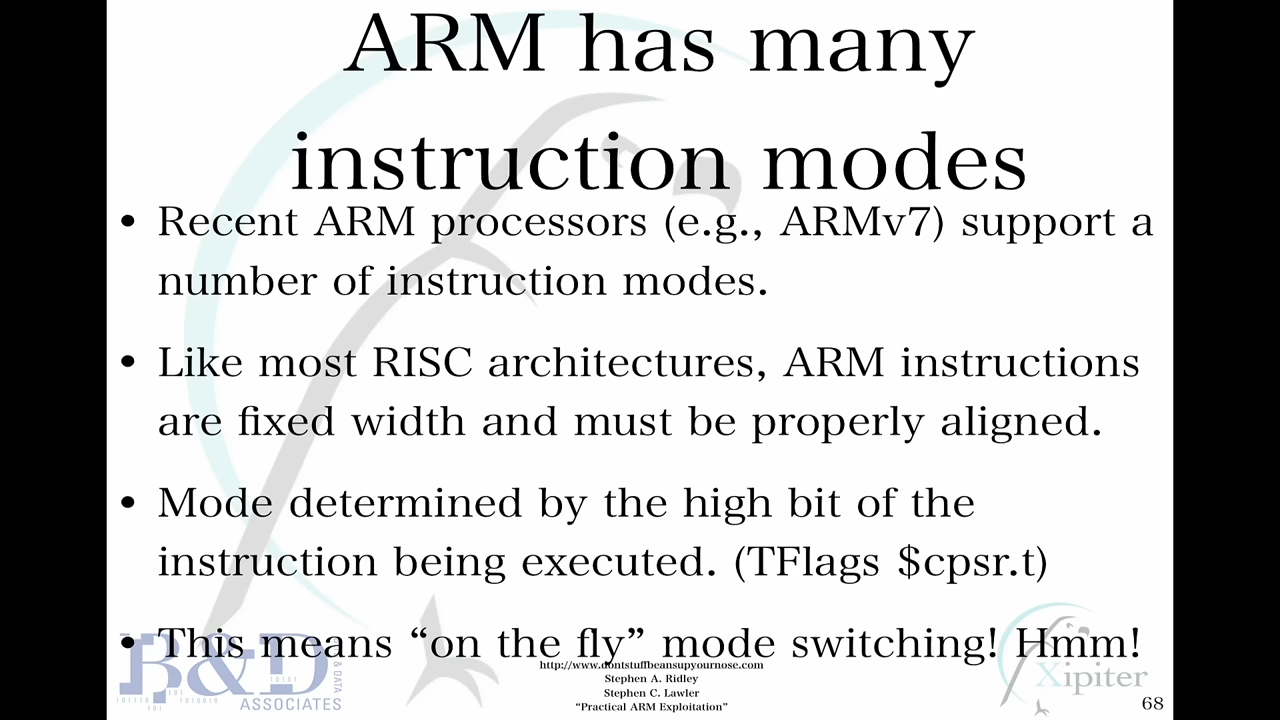 ARM has many
instruction modes
• Recent ARM processors (e.g., ARMv7) support a
number of instruction modes.
• Like most RISC architectures, ARM instructions
are fixed width and must be properly aligned.
• Mode determined by the high bit of the
instruction being executed. (TFlags $cpsr.t)
• This means “on the fly” mode switching! Hmm!
B&D
& DATA
ASSOCIATES
http://www.dontstuffbeansupyournose.com
Stephen A. Ridley
Stephen C. Lawler
“Practical ARM Exploitation”
Xipiter
68